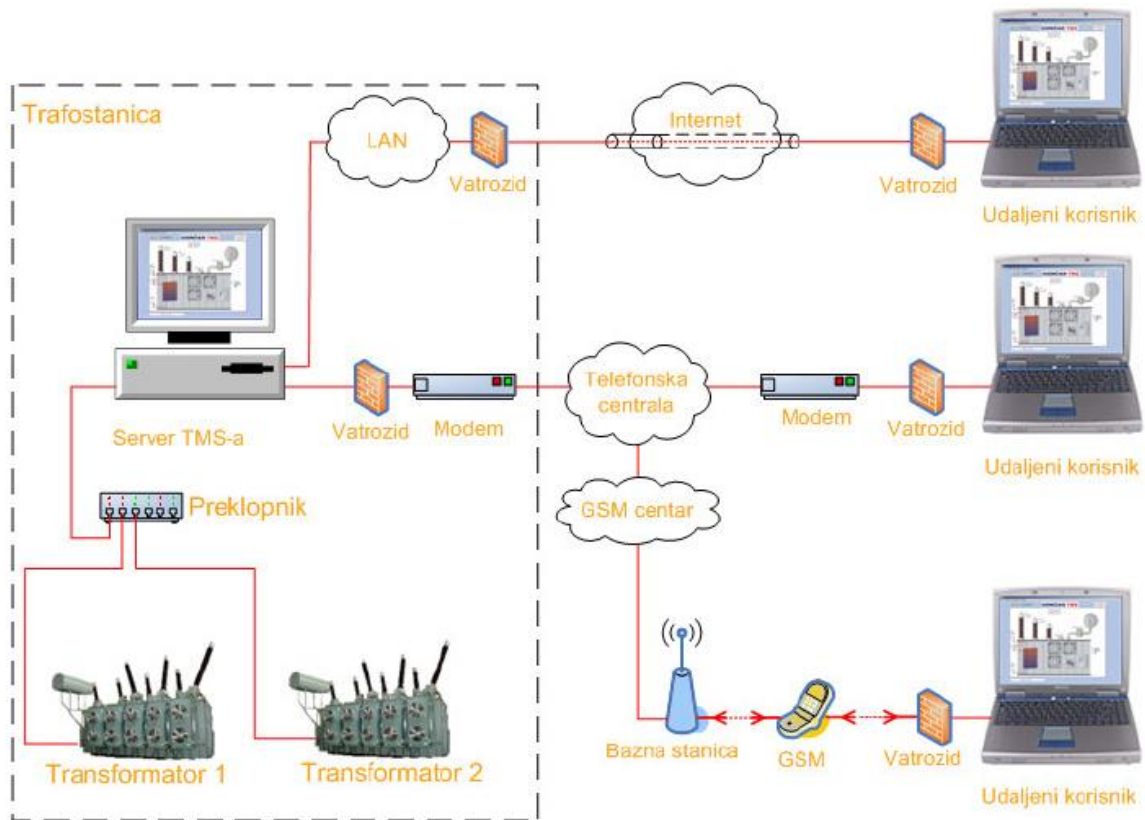 Trafostanica
LAN
Vatrozid
Internet
Vatrozid
Udaljeni korisnik
Server TMS-a
Vatrozid
Modem
Telefonska
centrala
Modem
Vatrozid
Udaljeni korisnik
Preklopnik
GSM centar
Transformator 1
Transformator 2
Bazna stanica
GSM
Vatrozid
Udaljeni korisnik